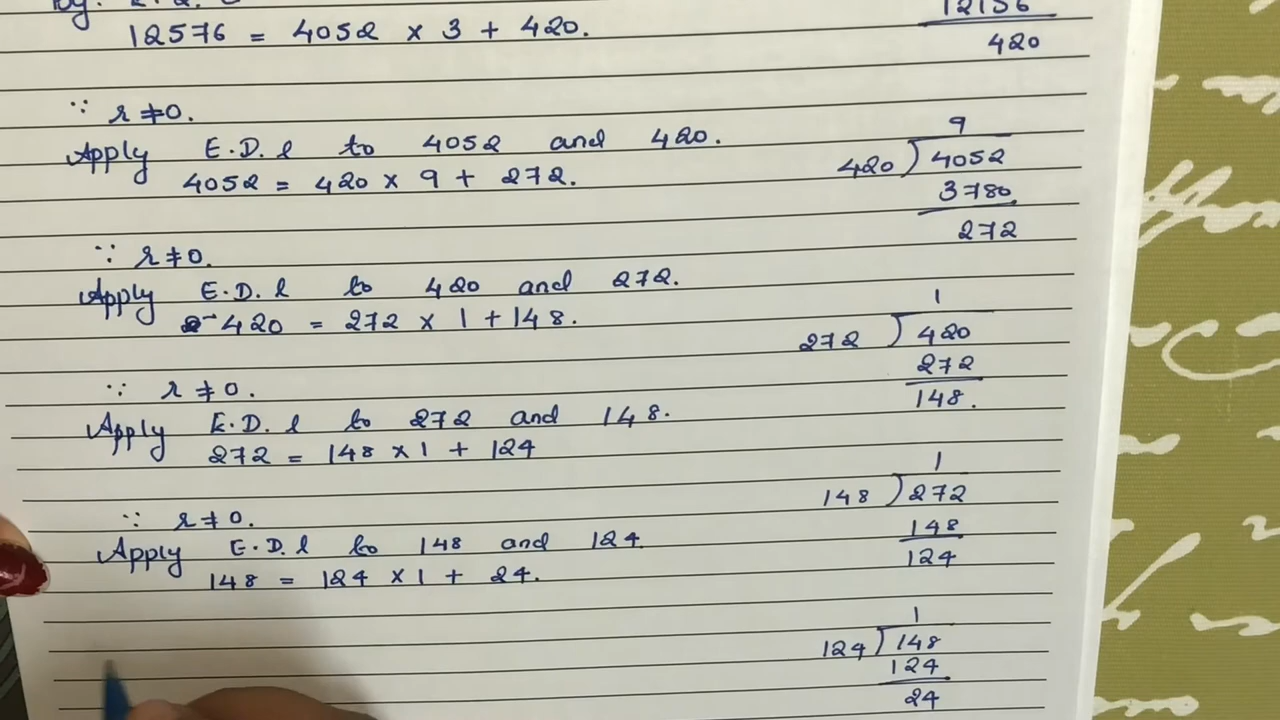 12576 = 4052 × 3 + 420.
12156
420
∵ r ≠ 0.
Apply E.D.l to 4052 and 420.
4052 = 420 × 9 + 272.
9
420 ) 4052
3780
272
∵ r ≠ 0.
Apply E.D.l to 420 and 272.
420 = 272 × 1 + 148.
1
272 ) 420
272
148.
∵ r ≠ 0.
Apply E.D.l to 272 and 148.
272 = 148 × 1 + 124
1
148 ) 272
148
124
∵ r ≠ 0.
Apply E.D.l to 148 and 124
148 = 124 × 1 + 24.
1
124 ) 148
124
24